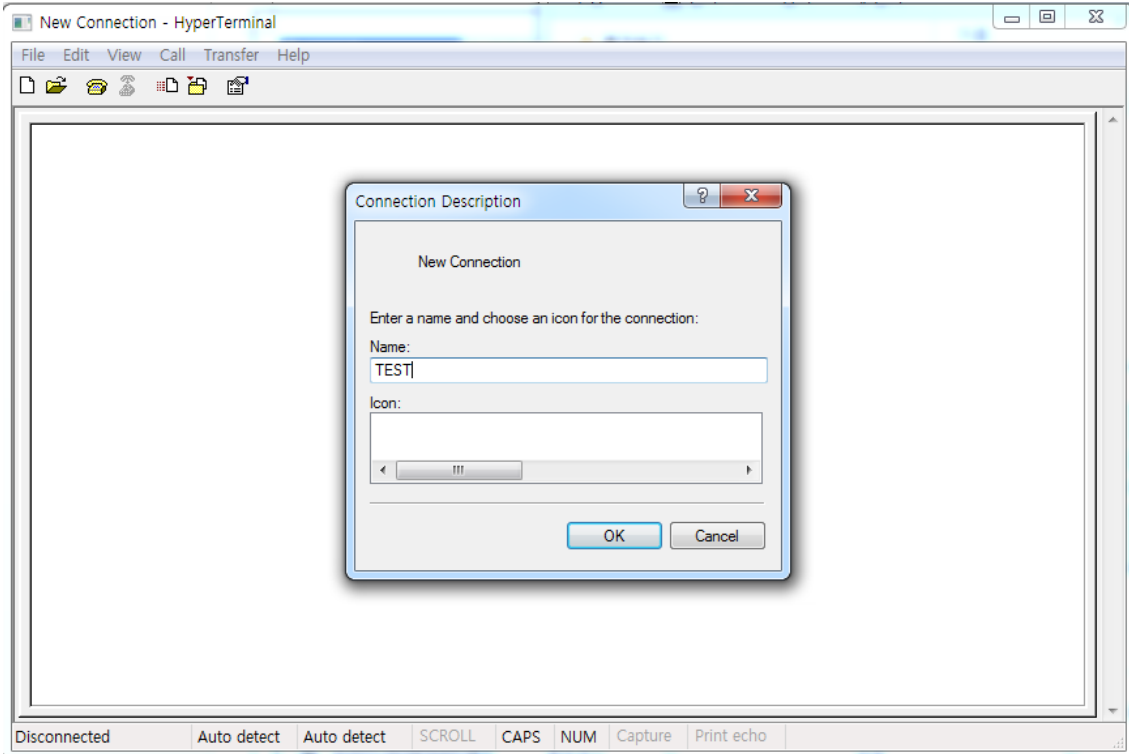 New Connection - HyperTerminal
File Edit View Call Transfer Help
Connection Description
New Connection
Enter a name and choose an icon for the connection:
Name:
TEST
Icon:
OK Cancel
Disconnected Auto detect Auto detect SCROLL CAPS NUM Capture Print echo